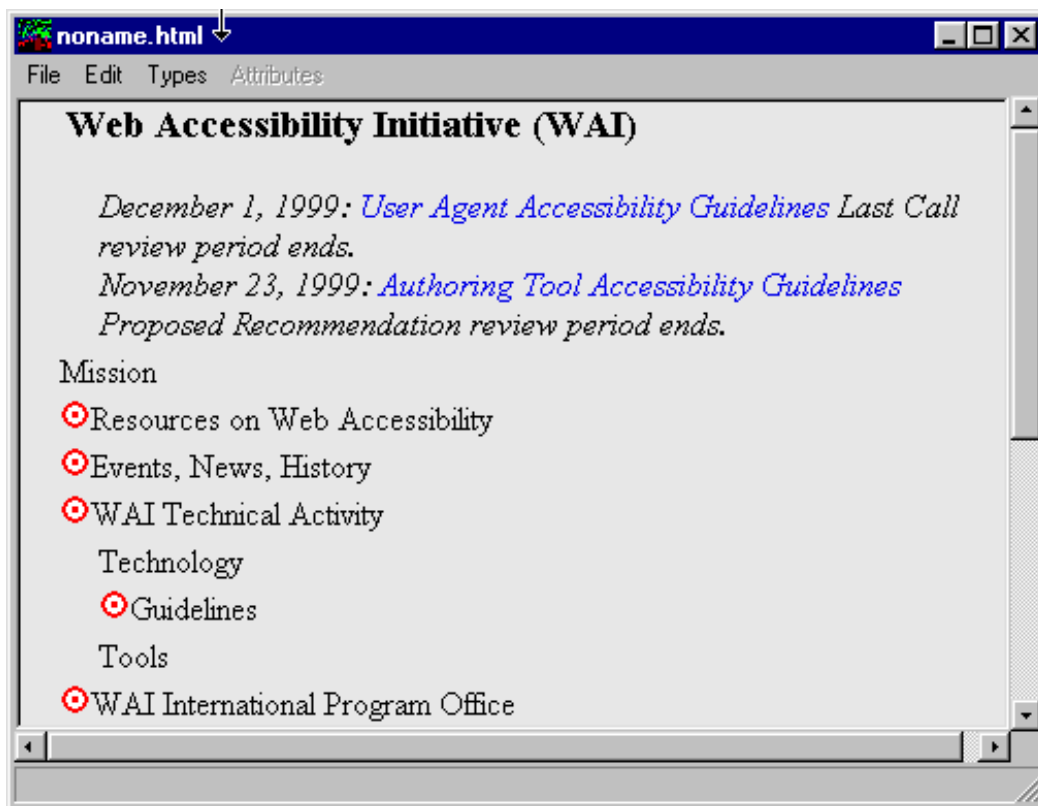 noname.html
File Edit Types Attributes
Web Accessibility Initiative (WAI)
December 1, 1999: User Agent Accessibility Guidelines Last Call
review period ends.
November 23, 1999: Authoring Tool Accessibility Guidelines
Proposed Recommendation review period ends.
Mission
Resources on Web Accessibility
Events, News, History
WAI Technical Activity
Technology
Guidelines
Tools
WAI International Program Office